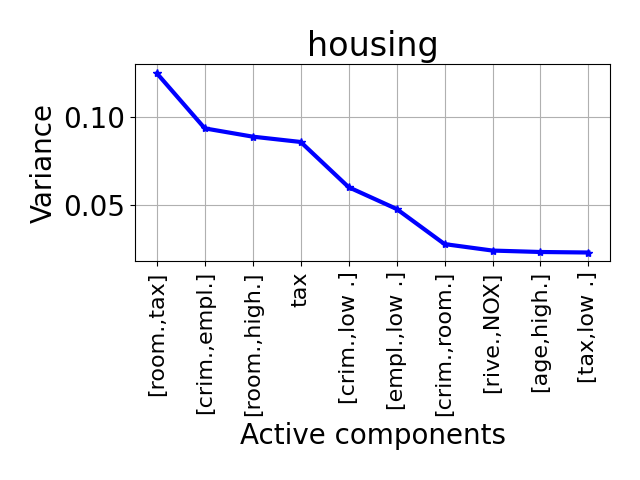 housing
Variance
0.10
0.05
[room.,tax]
[crim.,empl.]
[room.,high.]
tax
[crim.,low .]
[empl.,low .]
[crim.,room.]
[rive.,NOX]
[age,high.]
[tax,low .]
Active components